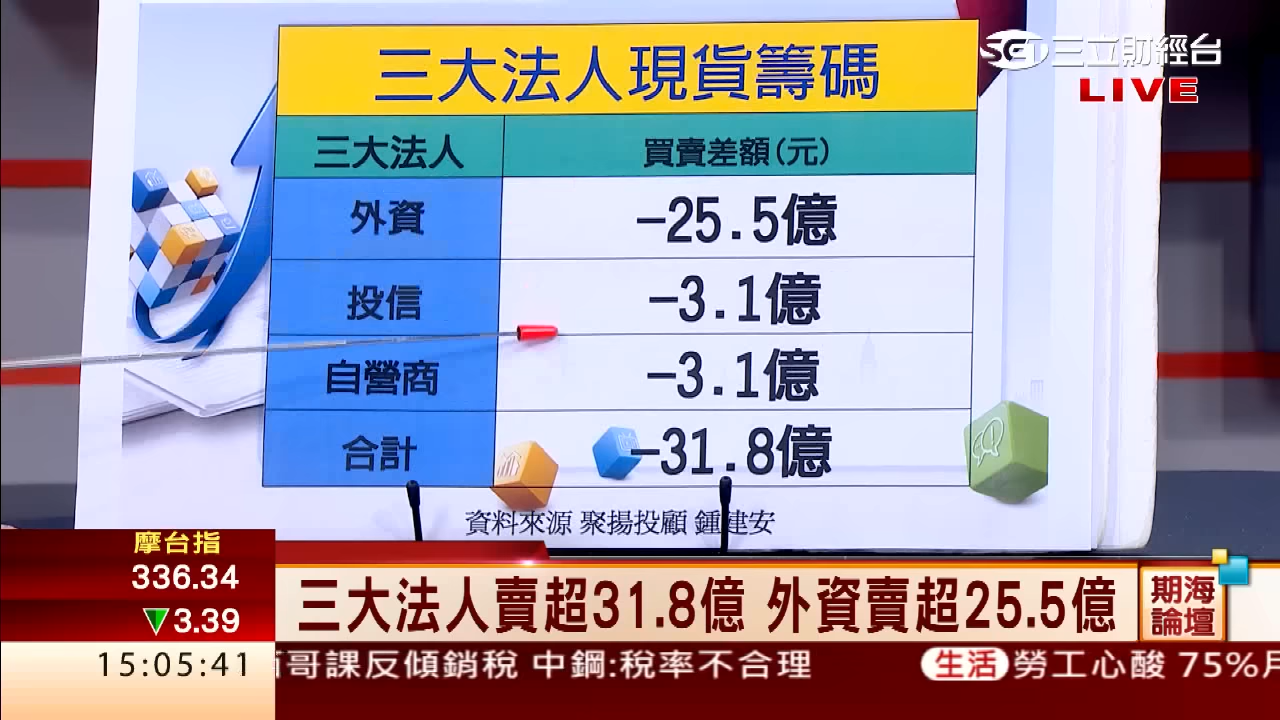 三大法人現貨籌碼
SET三立財經台
LIVE
三大法人 買賣差額(元)
外資 -25.5億
投信 -3.1億
自營商 -3.1億
合計 -31.8億
資料來源 聚揚投顧 鍾建安
摩台指
336.34
▼3.39
三大法人賣超31.8億 外資賣超25.5億
期海
論壇
15:05:41
哥課反傾銷稅 中鋼:稅率不合理 生活 勞工心酸 75%